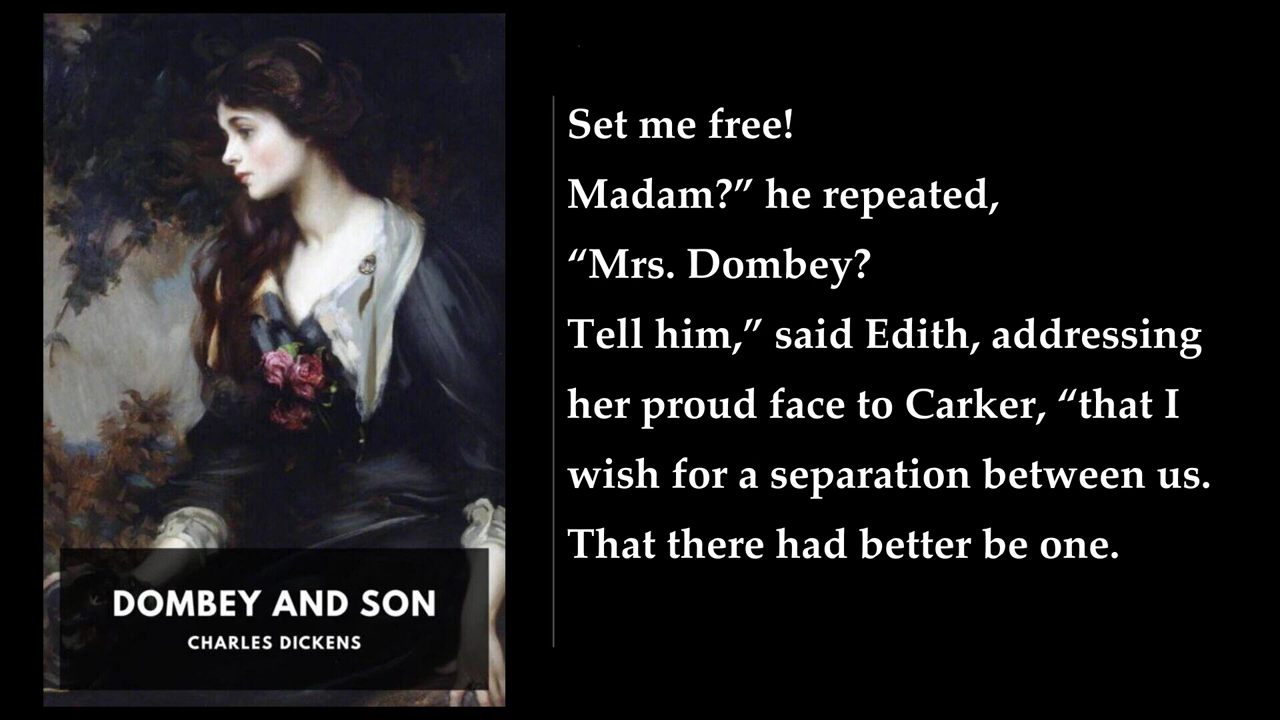 DOMBEY AND SON
CHARLES DICKENS
Set me free!
Madam?” he repeated,
“Mrs. Dombey?
Tell him,” said Edith, addressing
her proud face to Carker, “that I
wish for a separation between us.
That there had better be one.